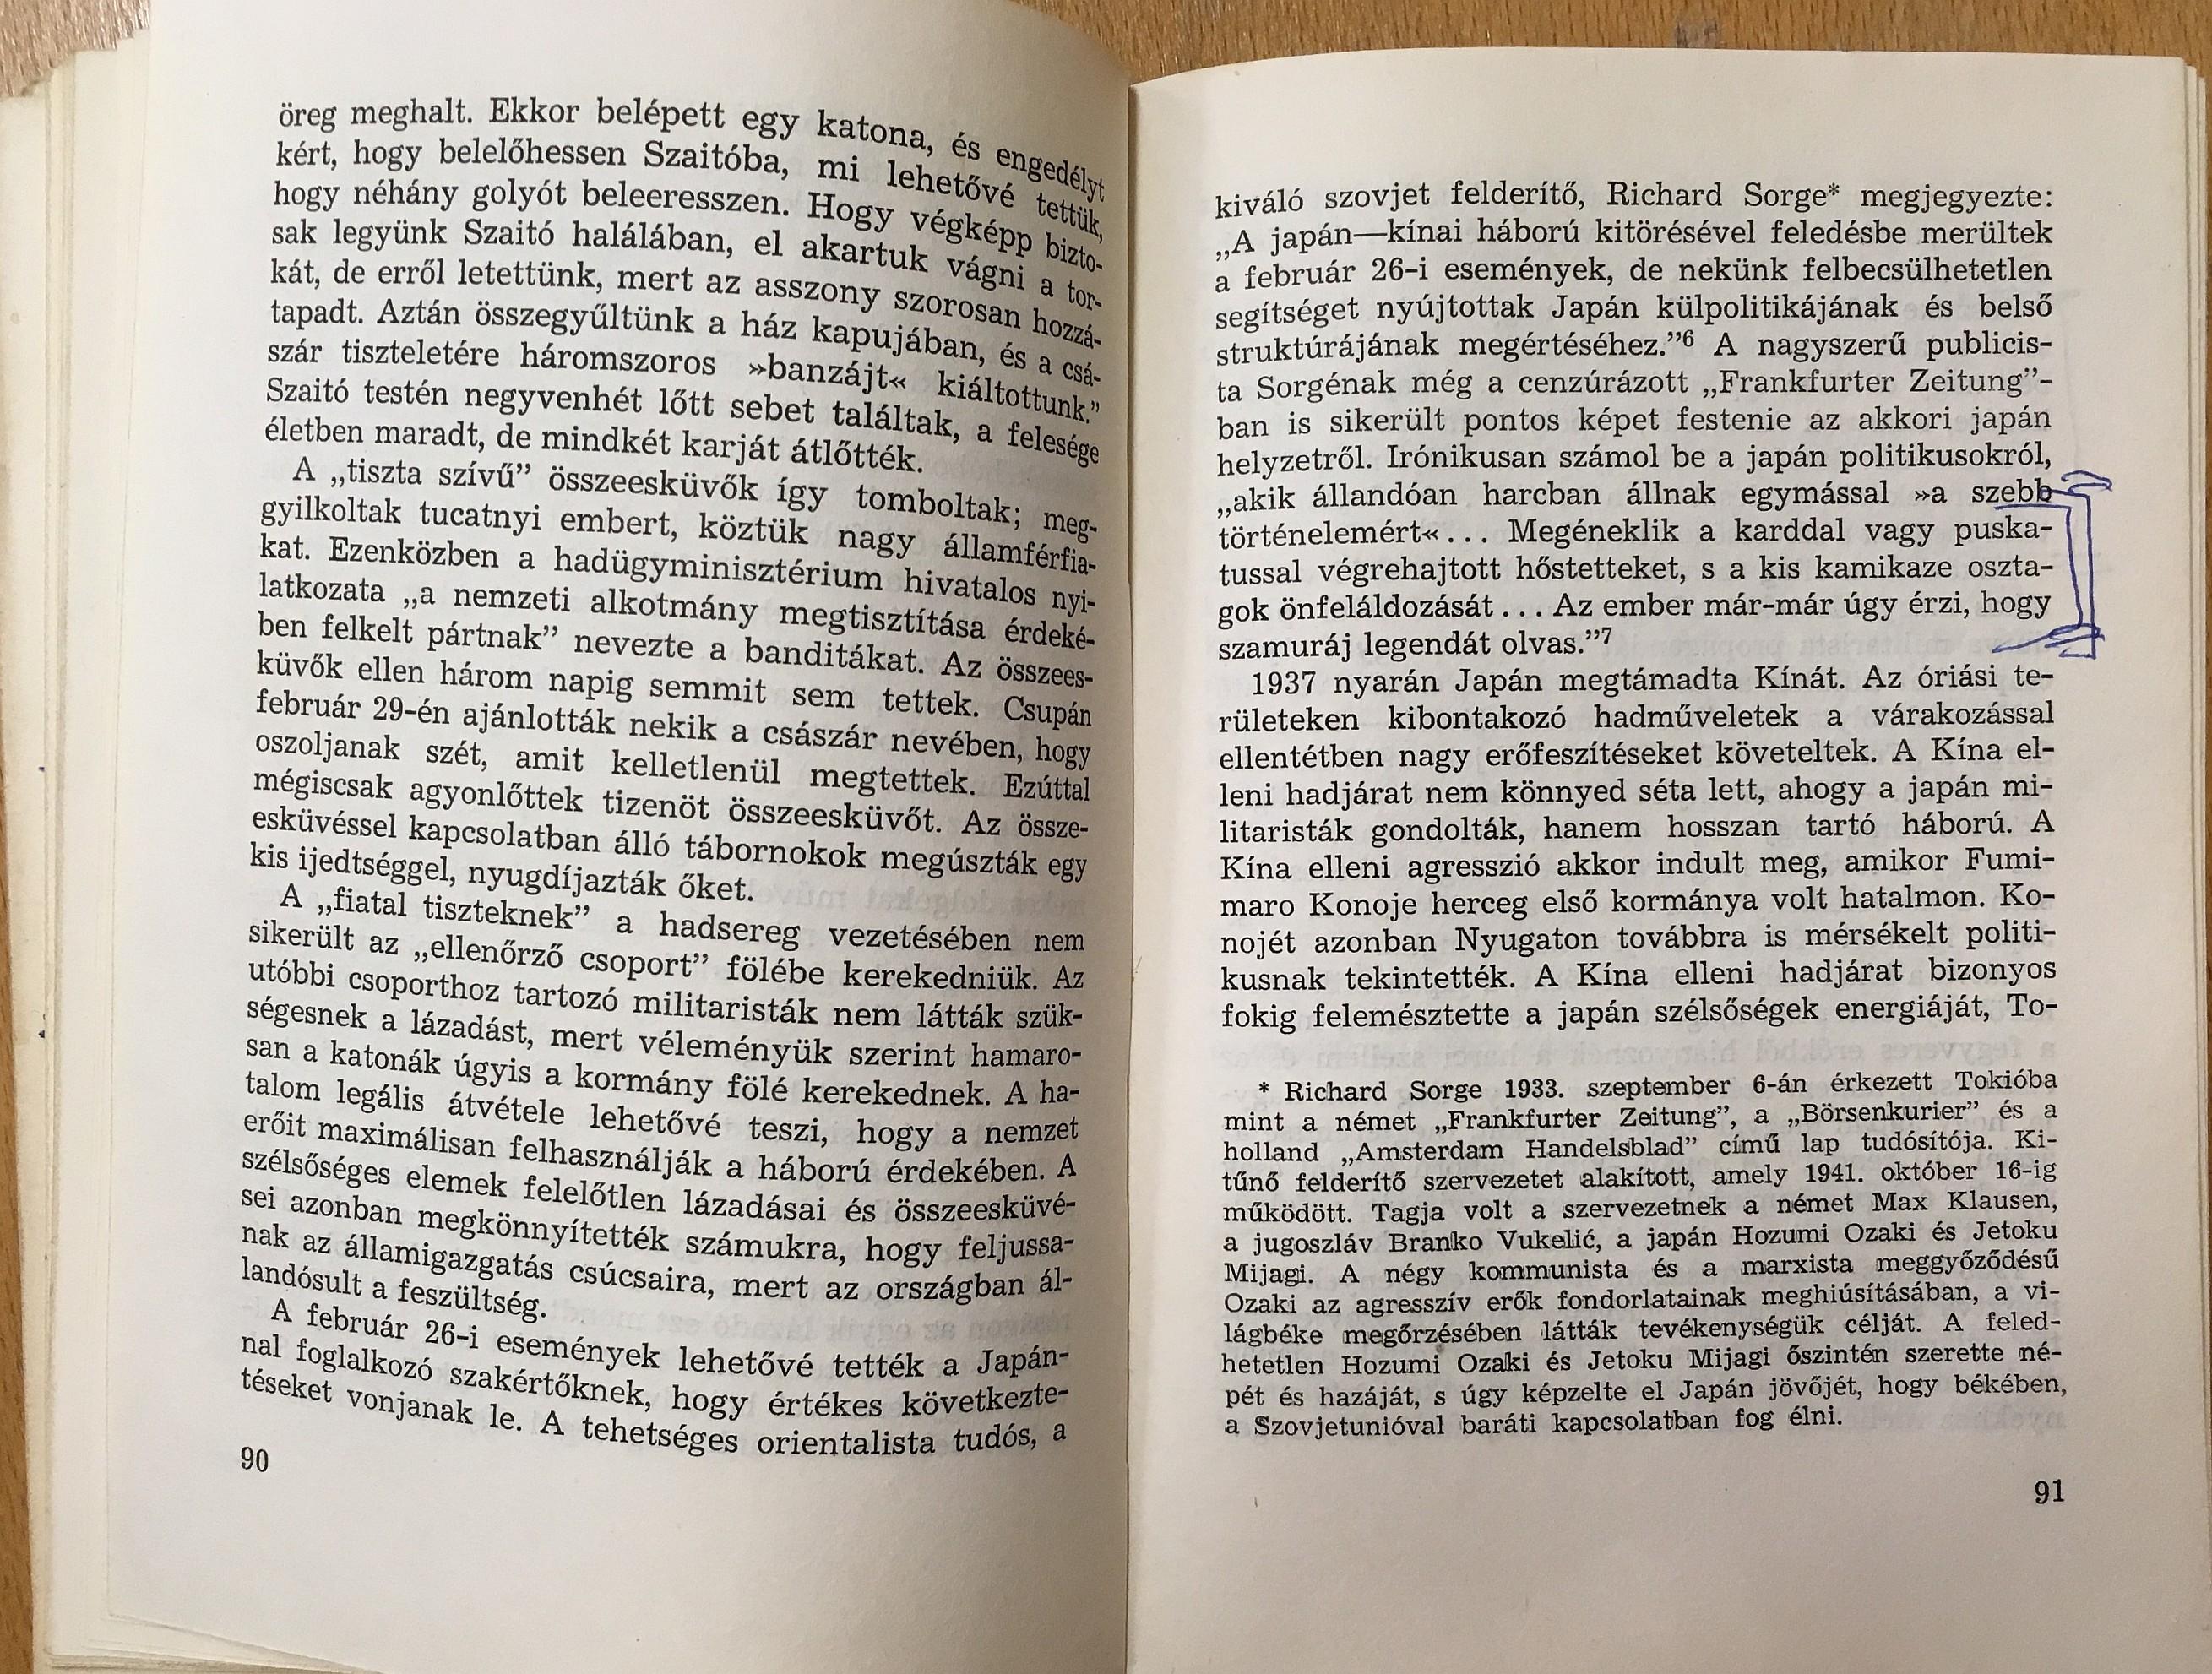 öreg meghalt. Ekkor belépett egy katona, és engedélyt
kért, hogy belelőhessen Szaitóba, mi lehetővé tettük,
hogy néhány golyót beleeresszen. Hogy végképp bizto-
sak legyünk Szaitó halálában, el akartuk vágni a tor-
kát, de erről letettünk, mert az asszony szorosan hozzá-
tapadt. Aztán összegyűltünk a ház kapujában, és a csá-
szár tiszteletére háromszoros »banzájt« kiáltottunk.”
Szaitó testén negyvenhét lőtt sebet találtak, a felesége
életben maradt, de mindkét karját átlőtték.
A „tiszta szívű” összeesküvők így tomboltak; meg-
gyilkoltak tucatnyi embert, köztük nagy államférfia-
kat. Ezenközben a hadügyminisztérium hivatalos nyi-
latkozata „a nemzeti alkotmány megtisztítása érdeké-
ben felkelt pártnak” nevezte a banditákat. Az összees-
küvők ellen három napig semmit sem tettek. Csupán
február 29-én ajánlották nekik a császár nevében, hogy
oszoljanak szét, amit kelletlenül megtettek. Ezúttal
mégiscsak agyonlőttek tizenöt összeesküvőt. Az össze-
esküvéssel kapcsolatban álló tábornokok megúszták egy
kis ijedtséggel, nyugdíjazták őket.
A „fiatal tiszteknek” a hadsereg vezetésében nem
sikerült az „ellenőrző csoport” fölébe kerekedniük. Az
utóbbi csoporthoz tartozó militaristák nem látták szük-
ségesnek a lázadást, mert véleményük szerint hamaro-
san a katonák úgyis a kormány fölé kerekednek. A ha-
talom legális átvétele lehetővé teszi, hogy a nemzet
erőit maximálisan felhasználják a háború érdekében. A
szélsőséges elemek felelőtlen lázadásai és összeesküvé-
sei azonban megkönnyítették számukra, hogy feljussa-
nak az államigazgatás csúcsaira, mert az országban ál-
landósult a feszültség.
A február 26-i események lehetővé tették a Japán-
nal foglalkozó szakértőknek, hogy értékes következte-
téseket vonjanak le. A tehetséges orientalista tudós, a
90
kiváló szovjet felderítő, Richard Sorge* megjegyezte:
„A japán—kínai háború kitörésével feledésbe merültek
a február 26-i események, de nekünk felbecsülhetetlen
segítséget nyújtottak Japán külpolitikájának és belső
struktúrájának megértéséhez.”⁶ A nagyszerű publicis-
ta Sorgénak még a cenzúrázott „Frankfurter Zeitung”-
ban is sikerült pontos képet festenie az akkori japán
helyzetről. Irónikusan számol be a japán politikusokról,
„akik állandóan harcban állnak egymással »a szebb
történelemért«... Megéneklik a karddal vagy puska-
tussal végrehajtott hőstetteket, s a kis kamikaze oszta-
gok önfeláldozását... Az ember már-már úgy érzi, hogy
szamuráj legendát olvas.”⁷
1937 nyarán Japán megtámadta Kínát. Az óriási te-
rületeken kibontakozó hadműveletek a várakozással
ellentétben nagy erőfeszítéseket követeltek. A Kína el-
leni hadjárat nem könnyed séta lett, ahogy a japán mi-
litaristák gondolták, hanem hosszan tartó háború. A
Kína elleni agresszió akkor indult meg, amikor Fumi-
maro Konoje herceg első kormánya volt hatalmon. Ko-
nojét azonban Nyugaton továbbra is mérsékelt politi-
kusnak tekintették. A Kína elleni hadjárat bizonyos
fokig felemésztette a japán szélsőségek energiáját, To-
* Richard Sorge 1933. szeptember 6-án érkezett Tokióba
mint a német „Frankfurter Zeitung”, a „Börsenkurier” és a
holland „Amsterdam Handelsblad” című lap tudósítója. Ki-
tűnő felderítő szervezetet alakított, amely 1941. október 16-ig
működött. Tagja volt a szervezetnek a német Max Klausen,
a jugoszláv Branko Vukelić, a japán Hozumi Ozaki és Jetoku
Mijagi. A négy kommunista és a marxista meggyőződésű
Ozaki az agresszív erők fondorlatainak meghiúsításában, a vi-
lágbéke megőrzésében látták tevékenységük célját. A feled-
hetetlen Hozumi Ozaki és Jetoku Mijagi őszintén szerette né-
pét és hazáját, s úgy képzelte el Japán jövőjét, hogy békében,
a Szovjetunióval baráti kapcsolatban fog élni.
91